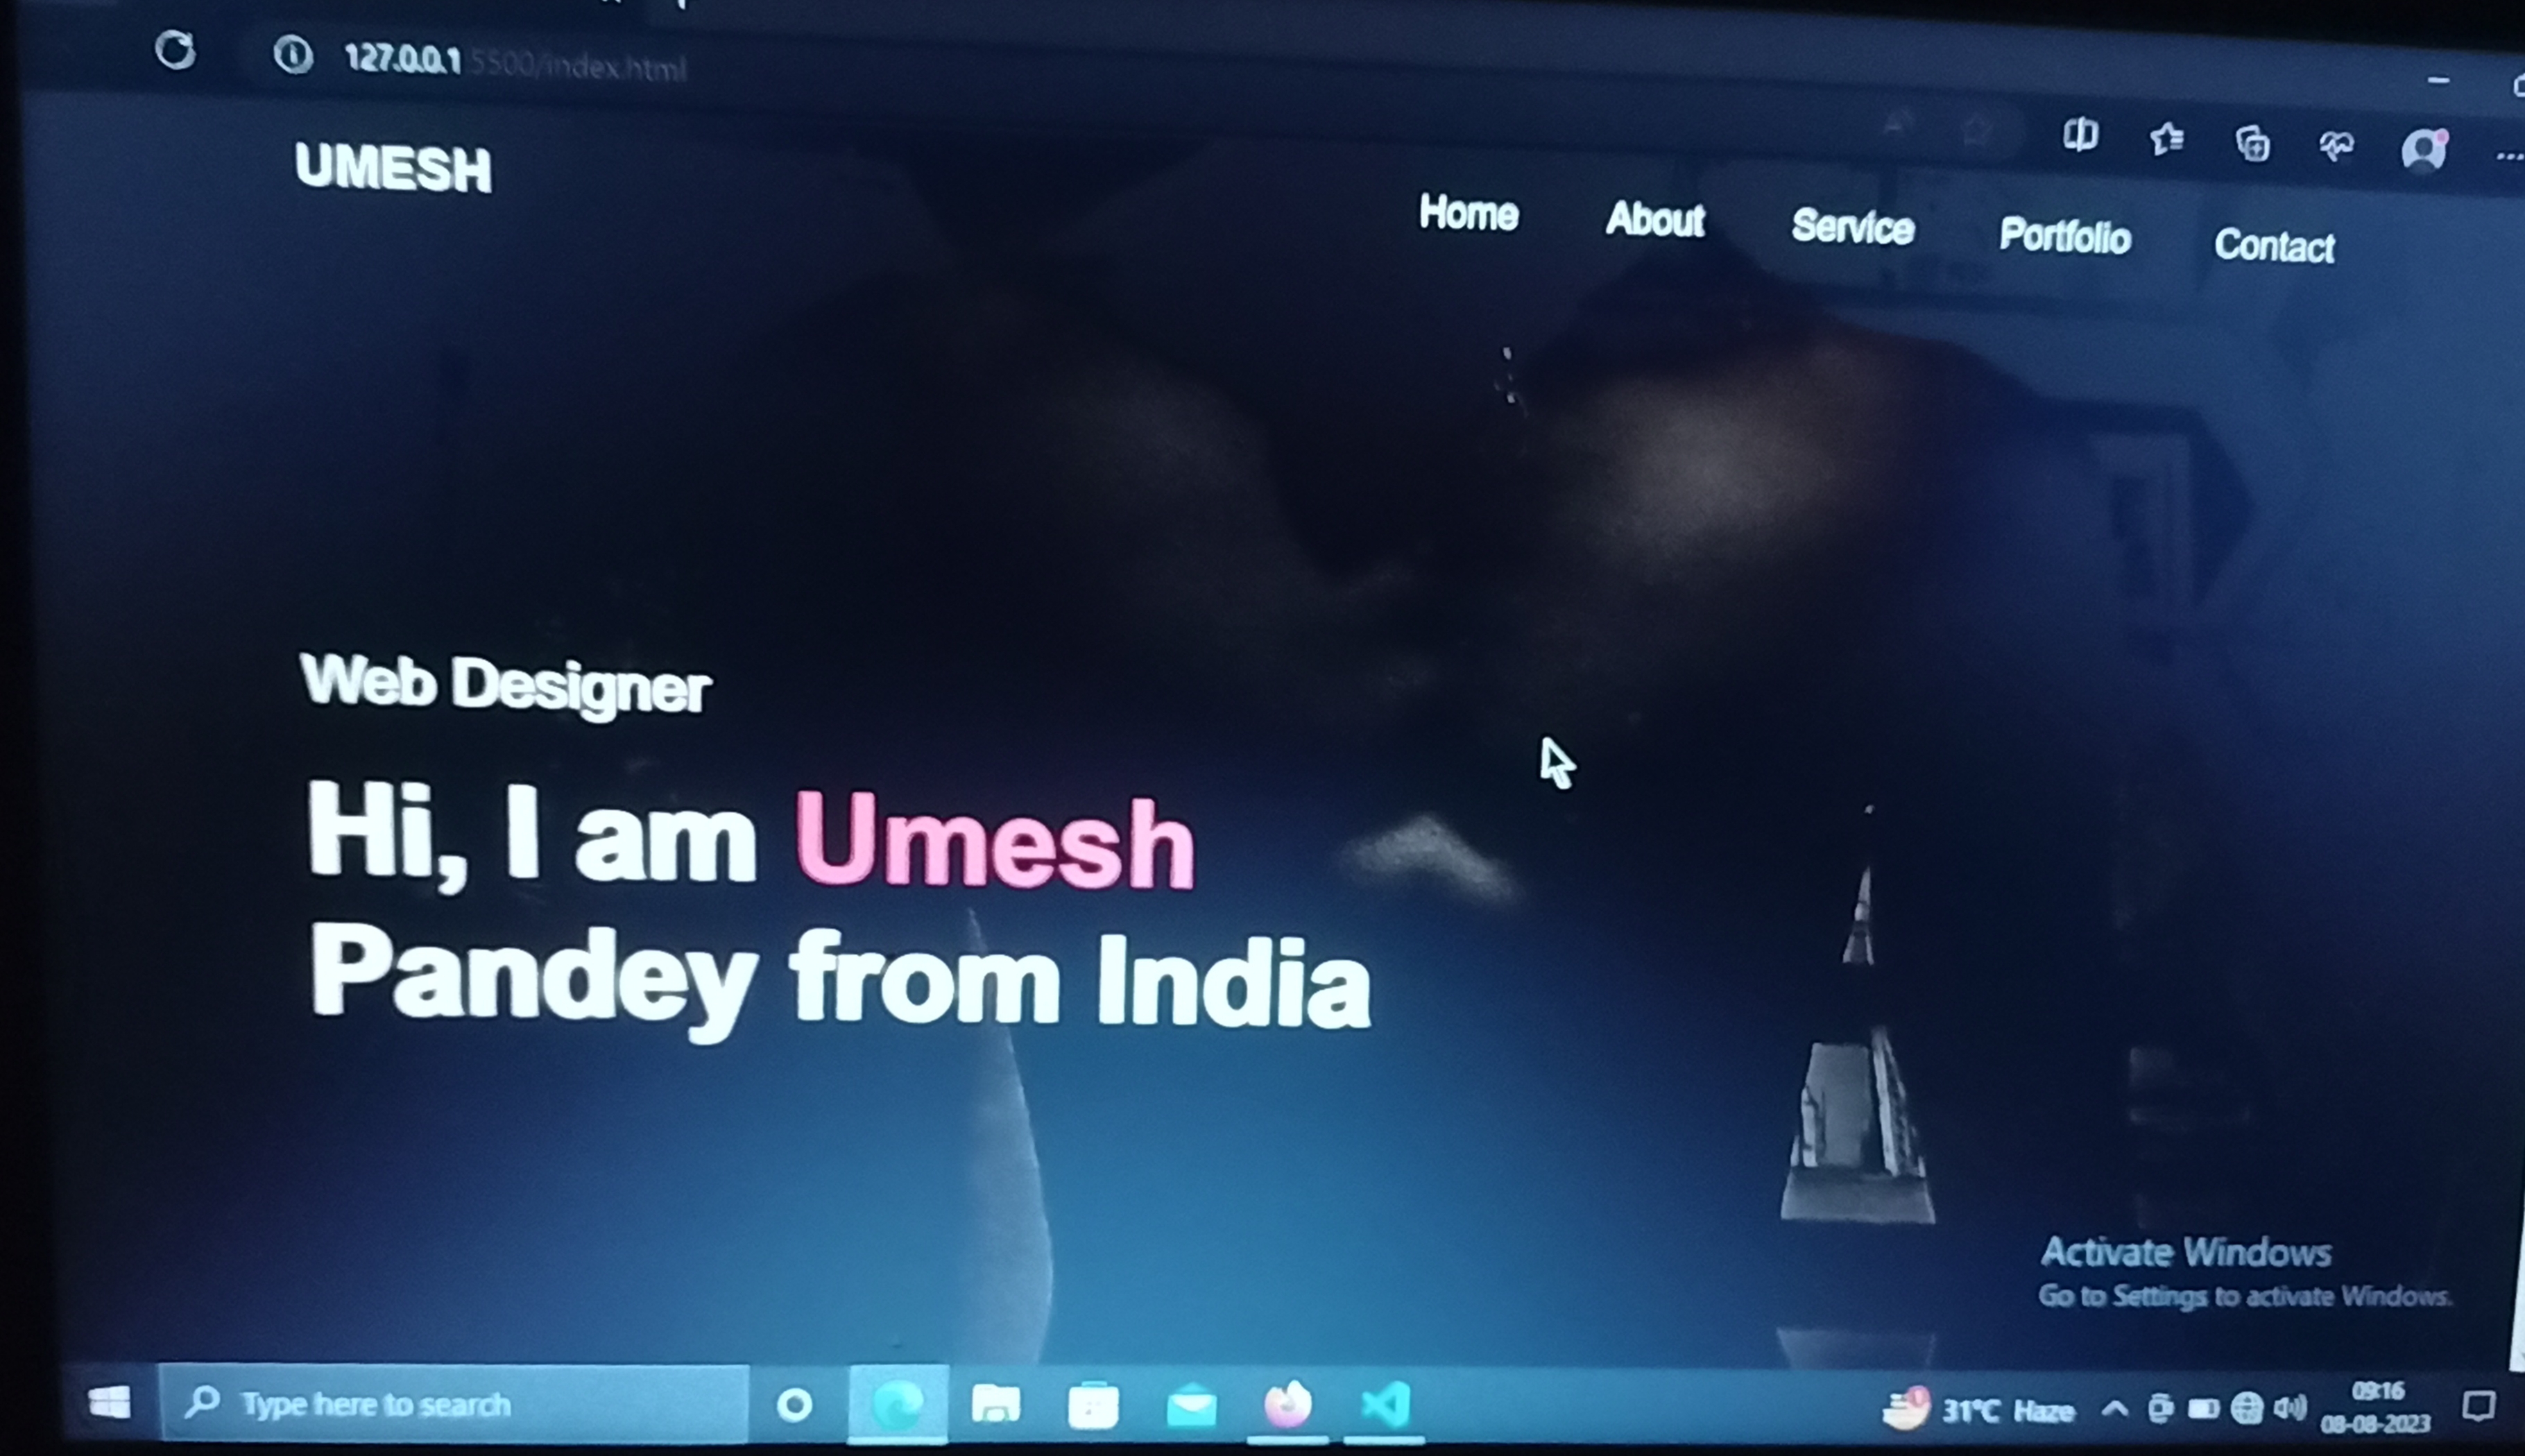 127.0.0.1:5500/index.html
UMESH
Home About Service Portfolio Contact
Web Designer
Hi, I am Umesh
Pandey from India
Activate Windows
Go to Settings to activate Windows.
Type here to search
31°C Haze
09:16
08-08-2023